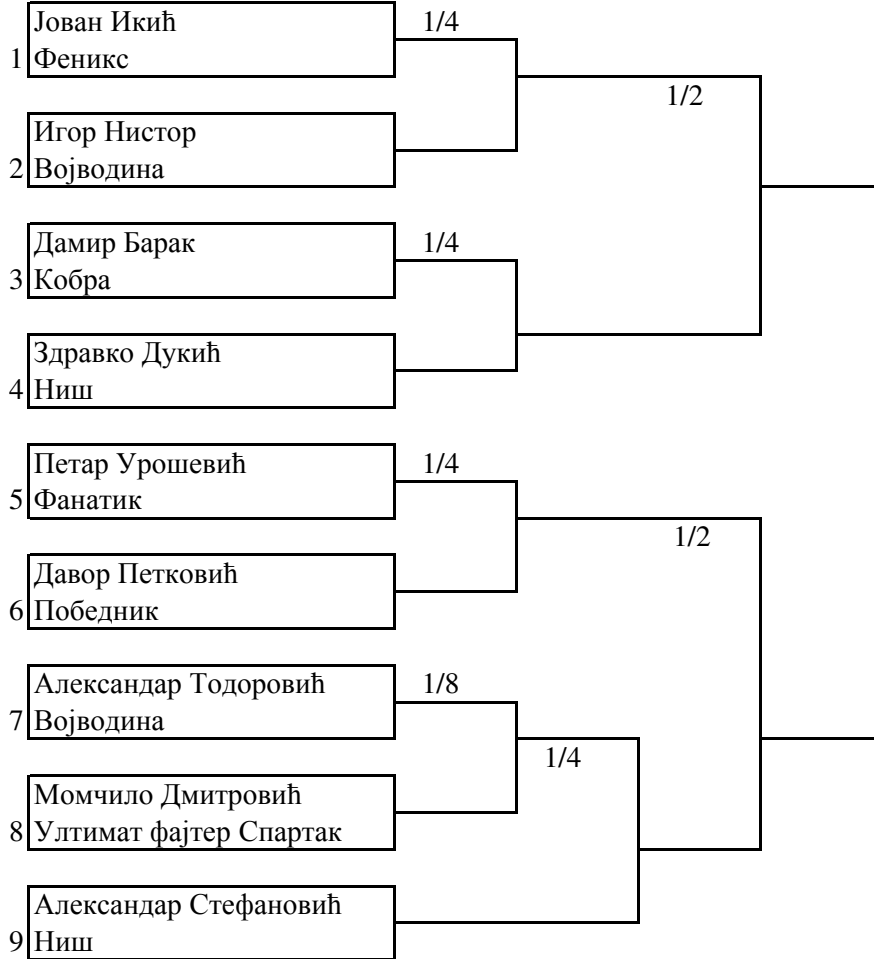 Јован Икић
1/4
1 Феникс
1/2
Игор Нистор
2 Војводина
Дамир Барак
1/4
3 Кобра
Здравко Дукић
4 Ниш
Петар Урошевић
1/4
5 Фанатик
1/2
Давор Петковић
6 Победник
Александар Тодоровић
1/8
7 Војводина
1/4
Момчило Дмитровић
8 Ултимат фајтер Спартак
Александар Стефановић
9 Ниш